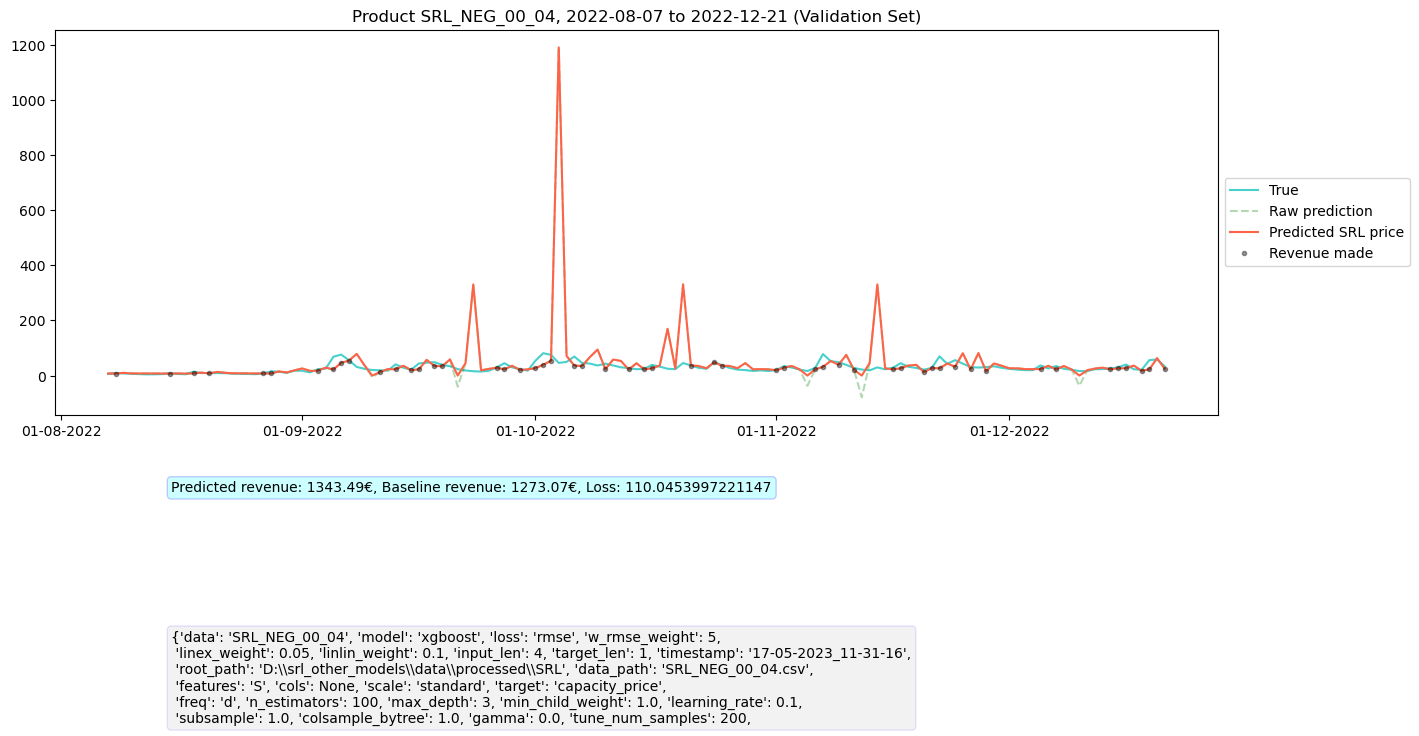 Product SRL_NEG_00_04, 2022-08-07 to 2022-12-21 (Validation Set)
1200
1000
800
600
400
200
0
01-08-2022
01-09-2022
01-10-2022
01-11-2022
01-12-2022
True
Raw prediction
Predicted SRL price
Revenue made
Predicted revenue: 1343.49€, Baseline revenue: 1273.07€, Loss: 110.0453997221147
{'data': 'SRL_NEG_00_04', 'model': 'xgboost', 'loss': 'rmse', 'w_rmse_weight': 5,
'linex_weight': 0.05, 'linlin_weight': 0.1, 'input_len': 4, 'target_len': 1, 'timestamp': '17-05-2023_11-31-16',
'root_path': 'D:\\srl_other_models\\data\\processed\\SRL', 'data_path': 'SRL_NEG_00_04.csv',
'features': 'S', 'cols': None, 'scale': 'standard', 'target': 'capacity_price',
'freq': 'd', 'n_estimators': 100, 'max_depth': 3, 'min_child_weight': 1.0, 'learning_rate': 0.1,
'subsample': 1.0, 'colsample_bytree': 1.0, 'gamma': 0.0, 'tune_num_samples': 200,